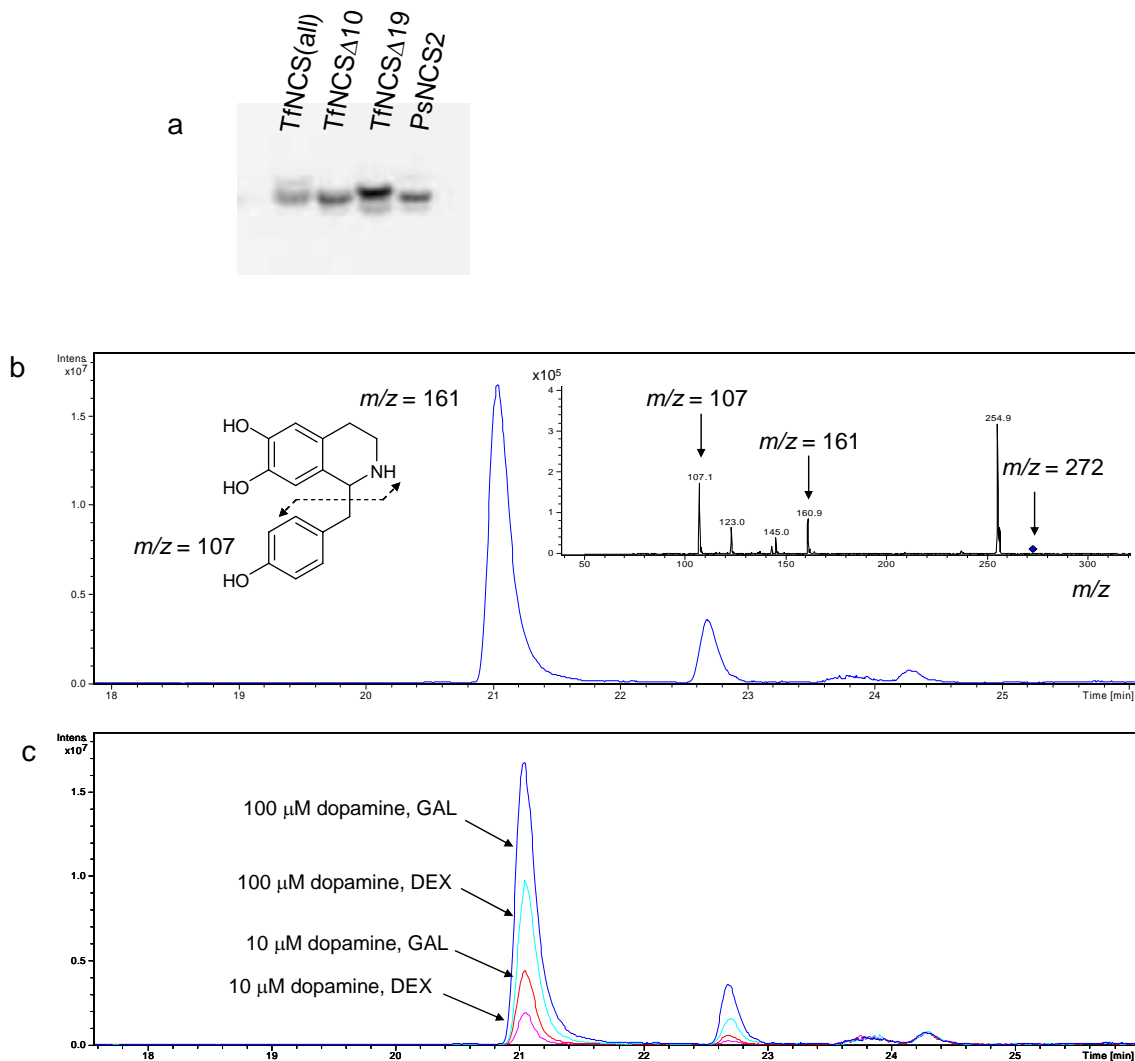 a
TfNCS(all)
TfNCSΔ10
TfNCSΔ19
PsNCS2
b
Intens.
x10⁷
1.5
1.0
0.5
0.0
18
19
20
21
22
23
24
25
Time [min]
HO
HO
NH
HO
m/z = 161
m/z = 107
x10⁵
4
3
2
1
0
m/z = 107
107.1
123.0
145.0
m/z = 161
160.9
254.9
m/z = 272
50
100
150
200
250
300
m/z
c
Intens.
x10⁷
1.5
1.0
0.5
0.0
100 μM dopamine, GAL
100 μM dopamine, DEX
10 μM dopamine, GAL
10 μM dopamine, DEX
18
19
20
21
22
23
24
25
Time [min]